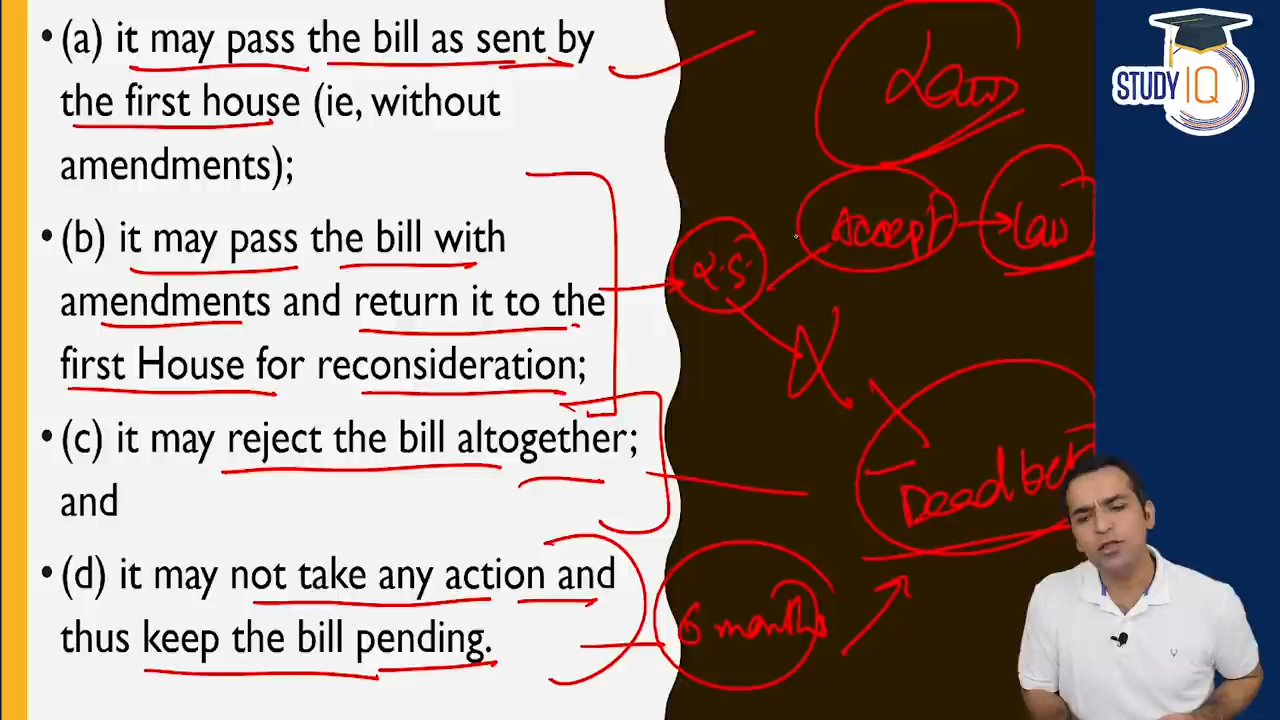 • (a) it may pass the bill as sent by
the first house (ie, without
amendments);
• (b) it may pass the bill with
amendments and return it to the
first House for reconsideration;
• (c) it may reject the bill altogether;
and
• (d) it may not take any action and
thus keep the bill pending.
Law
Accept
Law
L.S.
6 months
STUDY IQ